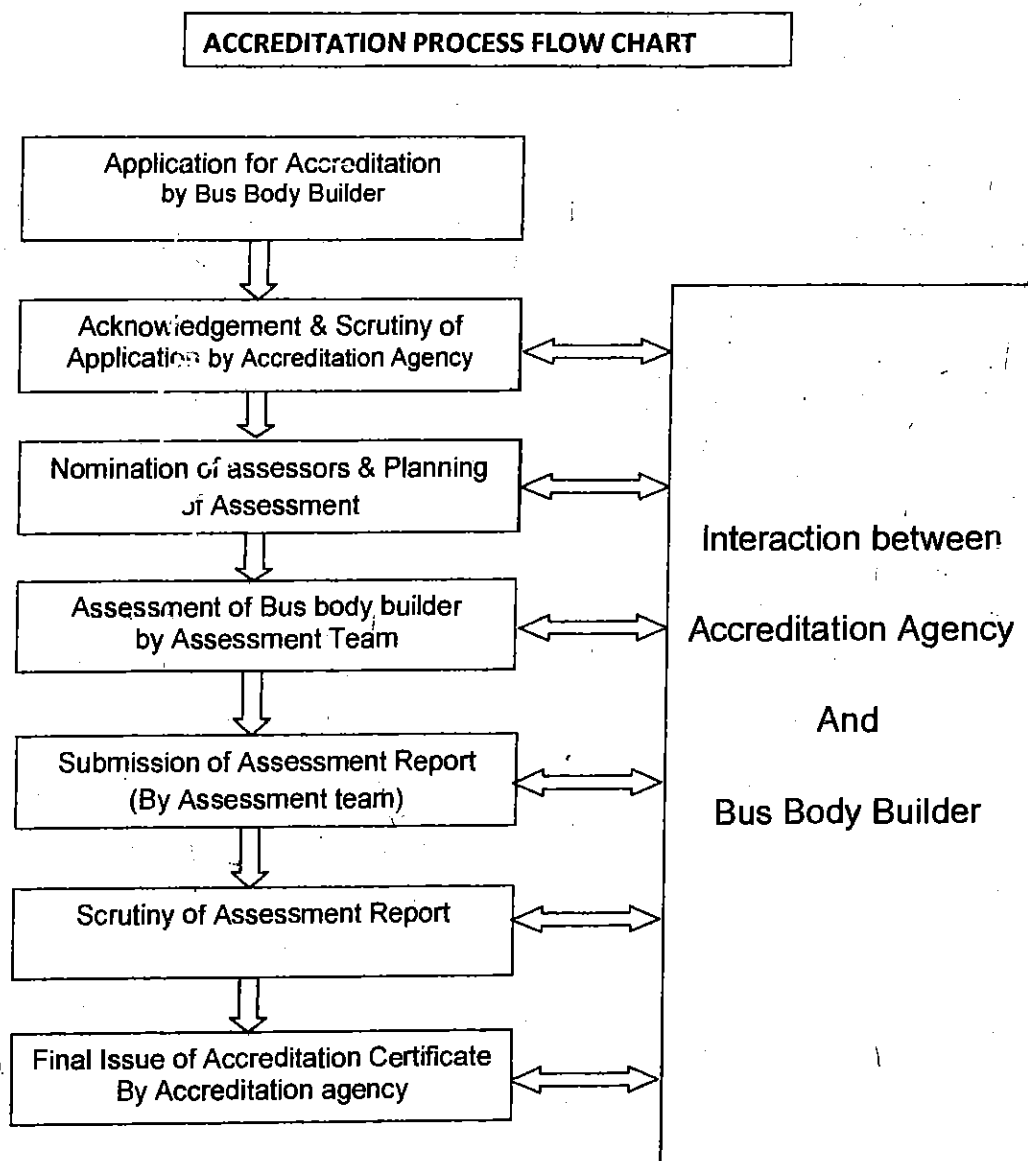 ACCREDITATION PROCESS FLOW CHART
Application for Accreditation
by Bus Body Builder
Acknowledgement & Scrutiny of
Application by Accreditation Agency
Nomination of assessors & Planning
of Assessment
Assessment of Bus body builder
by Assessment Team
Submission of Assessment Report
(By Assessment team)
Scrutiny of Assessment Report
Final Issue of Accreditation Certificate
By Accreditation agency
Interaction between
Accreditation Agency
And
Bus Body Builder